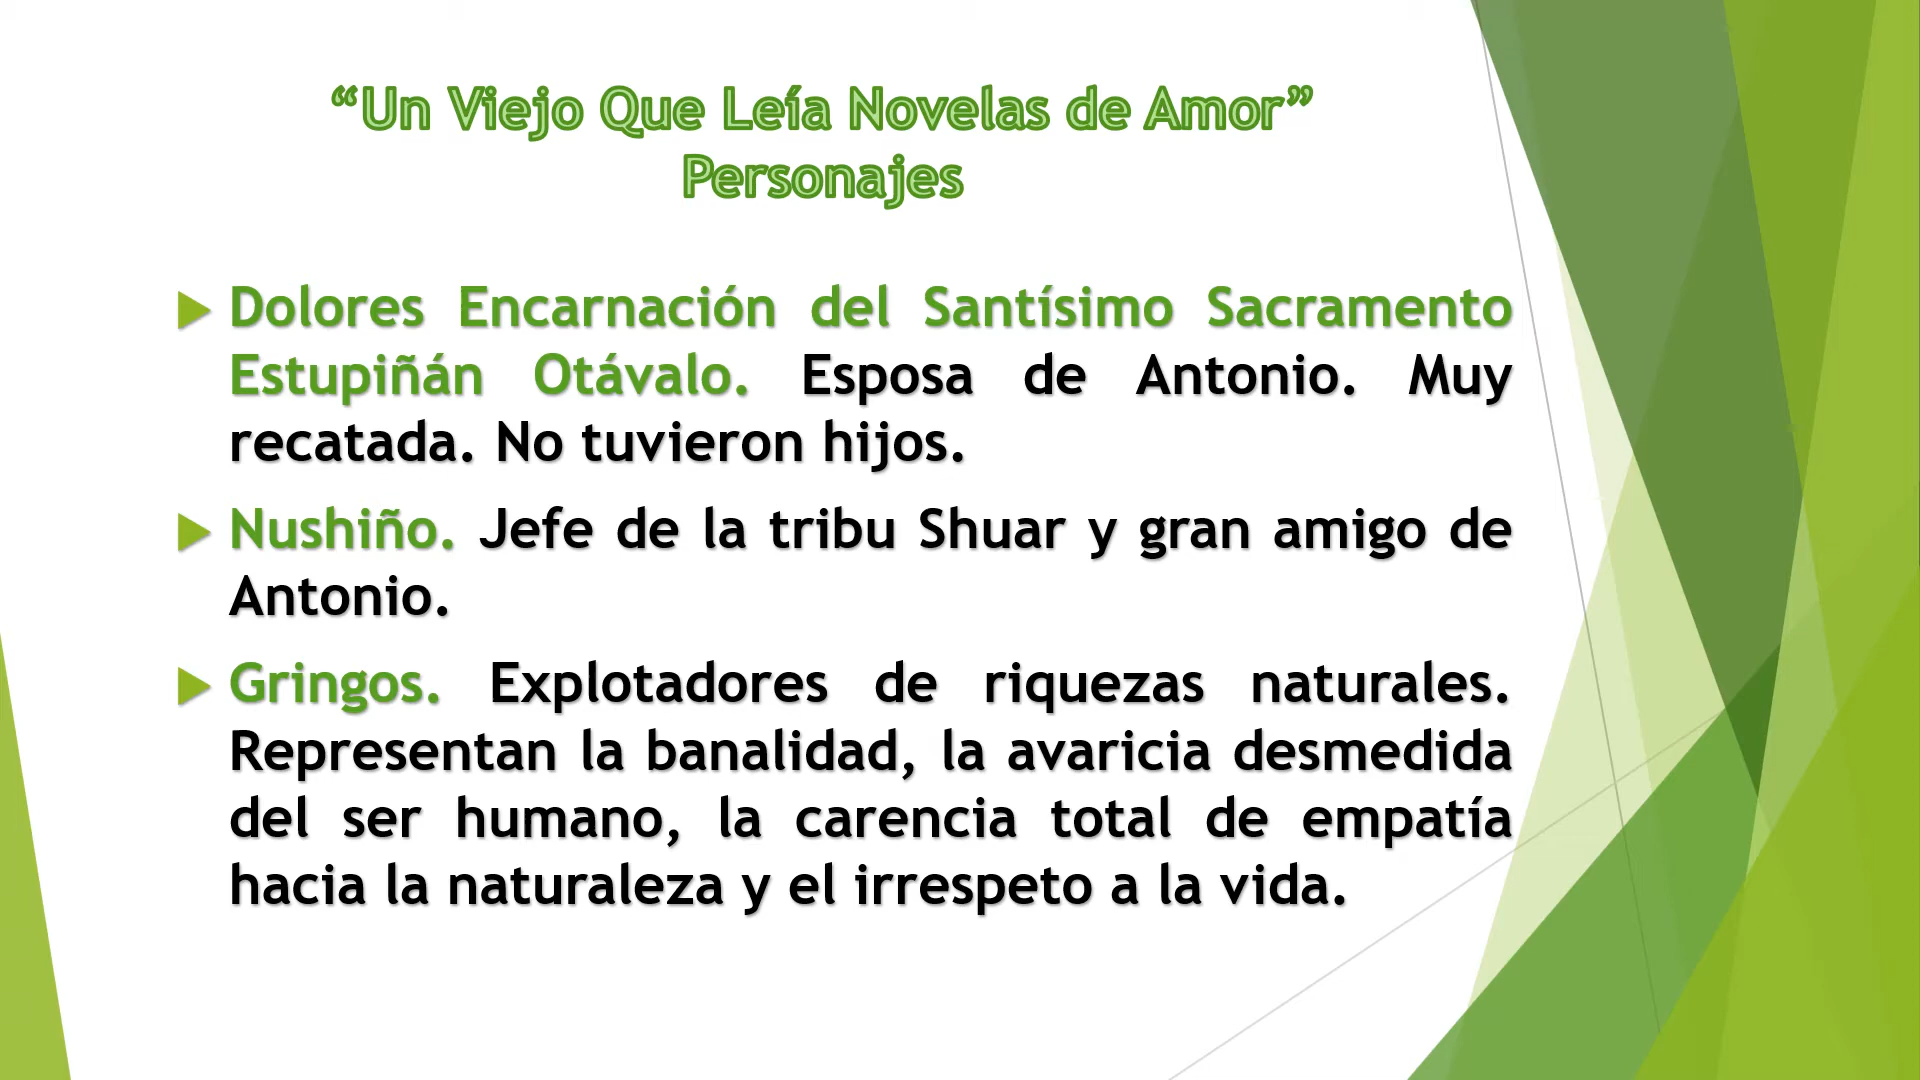 “Un Viejo Que Leía Novelas de Amor”
Personajes
Dolores Encarnación del Santísimo Sacramento
Estupiñán Otávalo. Esposa de Antonio. Muy
recatada. No tuvieron hijos.
Nushiño. Jefe de la tribu Shuar y gran amigo de
Antonio.
Gringos. Explotadores de riquezas naturales.
Representan la banalidad, la avaricia desmedida
del ser humano, la carencia total de empatía
hacia la naturaleza y el irrespeto a la vida.